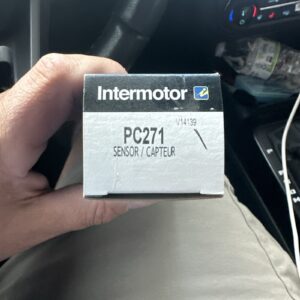 Intermotor
V14139
PC271
SENSOR / CAPTEUR